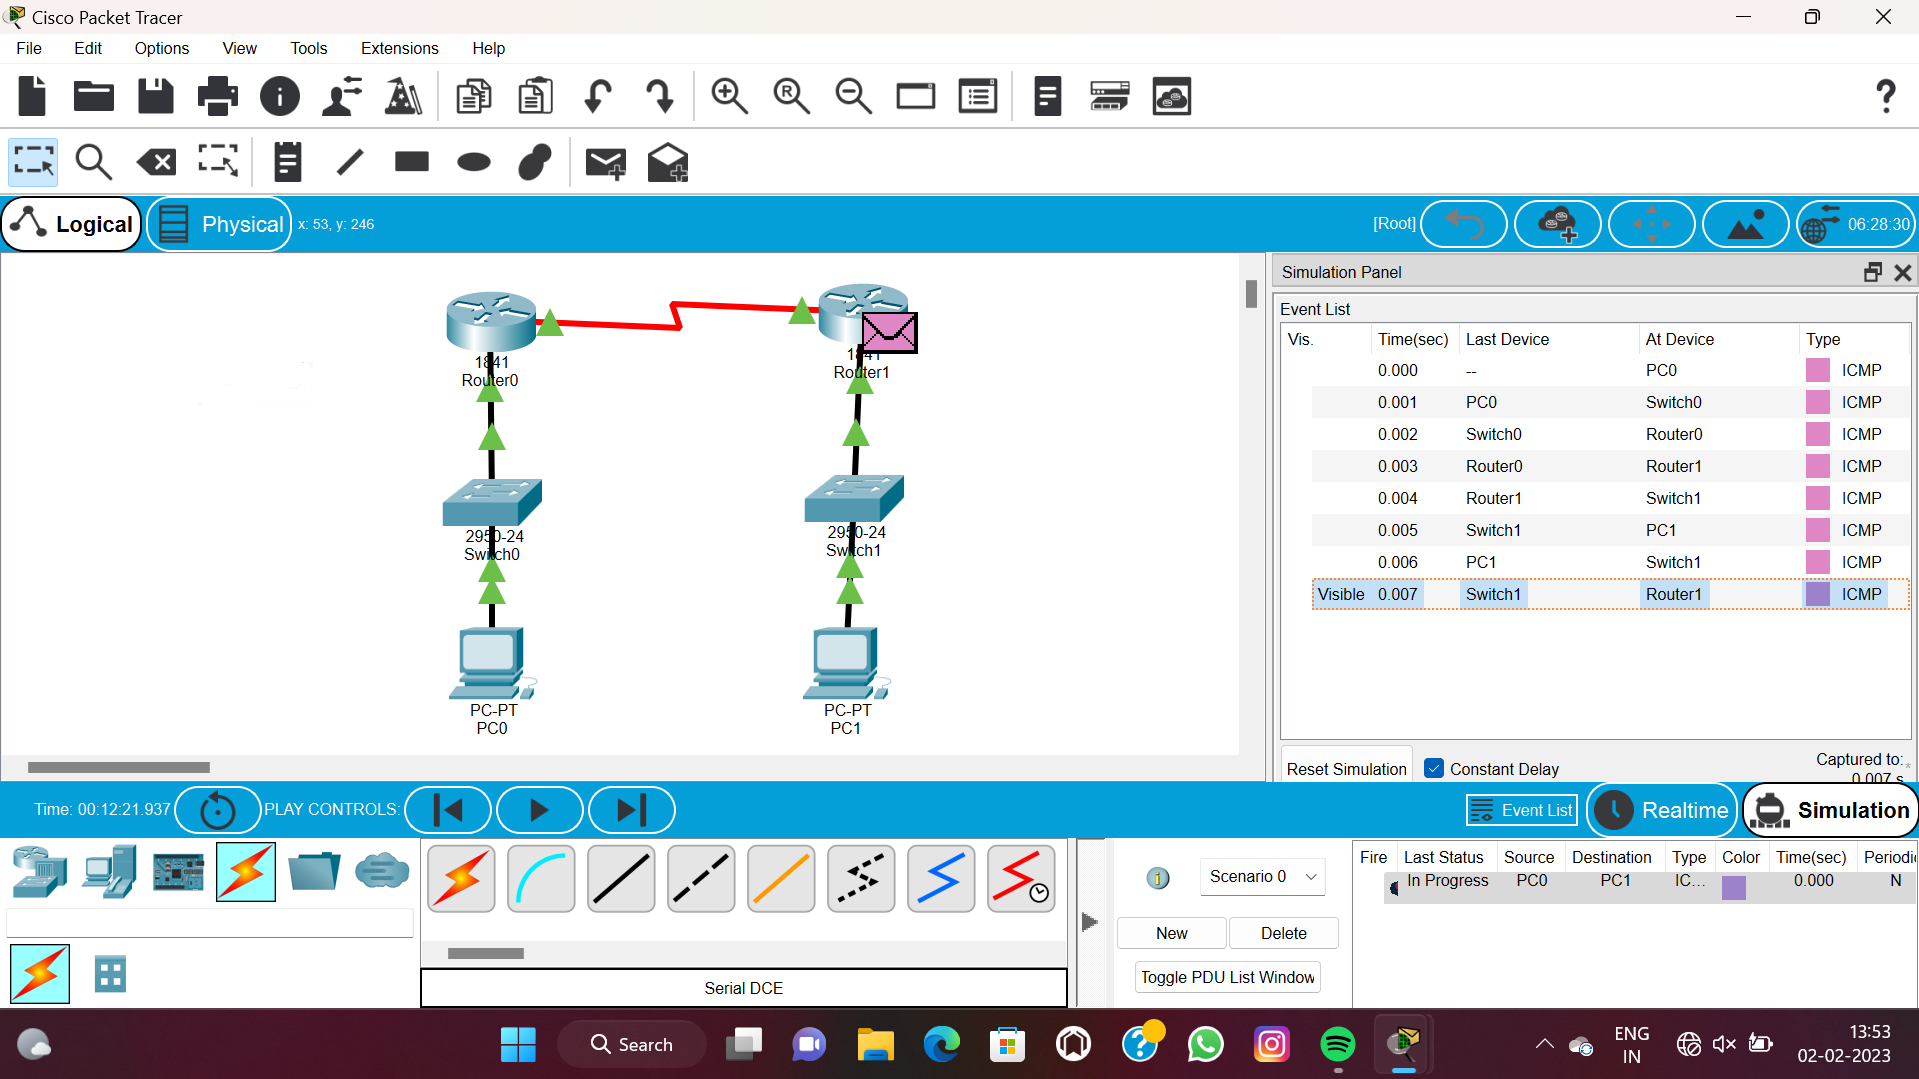 Cisco Packet Tracer
File Edit Options View Tools Extensions Help
Logical Physical x: 53, y: 246 [Root] 06:28:30
Simulation Panel
Event List
Vis. Time(sec) Last Device At Device Type
0.000 -- PC0 ICMP
0.001 PC0 Switch0 ICMP
0.002 Switch0 Router0 ICMP
0.003 Router0 Router1 ICMP
0.004 Router1 Switch1 ICMP
0.005 Switch1 PC1 ICMP
0.006 PC1 Switch1 ICMP
Visible 0.007 Switch1 Router1 ICMP
1841
Router0
1841
Router1
2950-24
Switch0
2950-24
Switch1
PC-PT
PC0
PC-PT
PC1
Reset Simulation Constant Delay Captured to:
0.007 s
Time: 00:12:21.937 PLAY CONTROLS: Event List Realtime Simulation
Scenario 0
New Delete
Toggle PDU List Window
Fire Last Status Source Destination Type Color Time(sec) Periodi
In Progress PC0 PC1 IC... 0.000 N
Serial DCE
Search
ENG
IN
13:53
02-02-2023